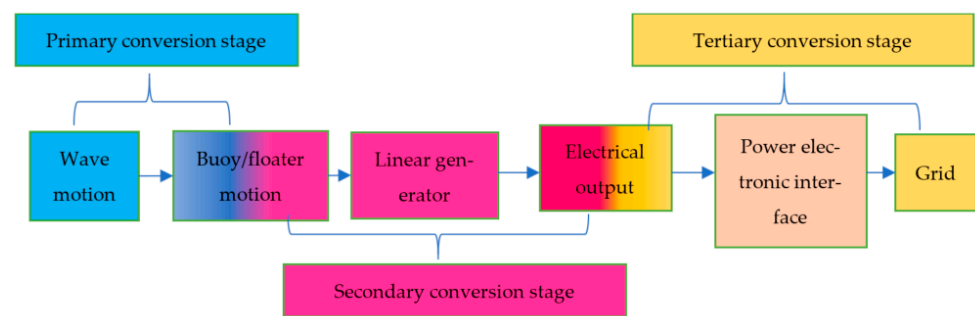 Primary conversion stage
Tertiary conversion stage
Wave
motion
Buoy/floater
motion
Linear gen-
erator
Electrical
output
Power elec-
tronic inter-
face
Grid
Secondary conversion stage